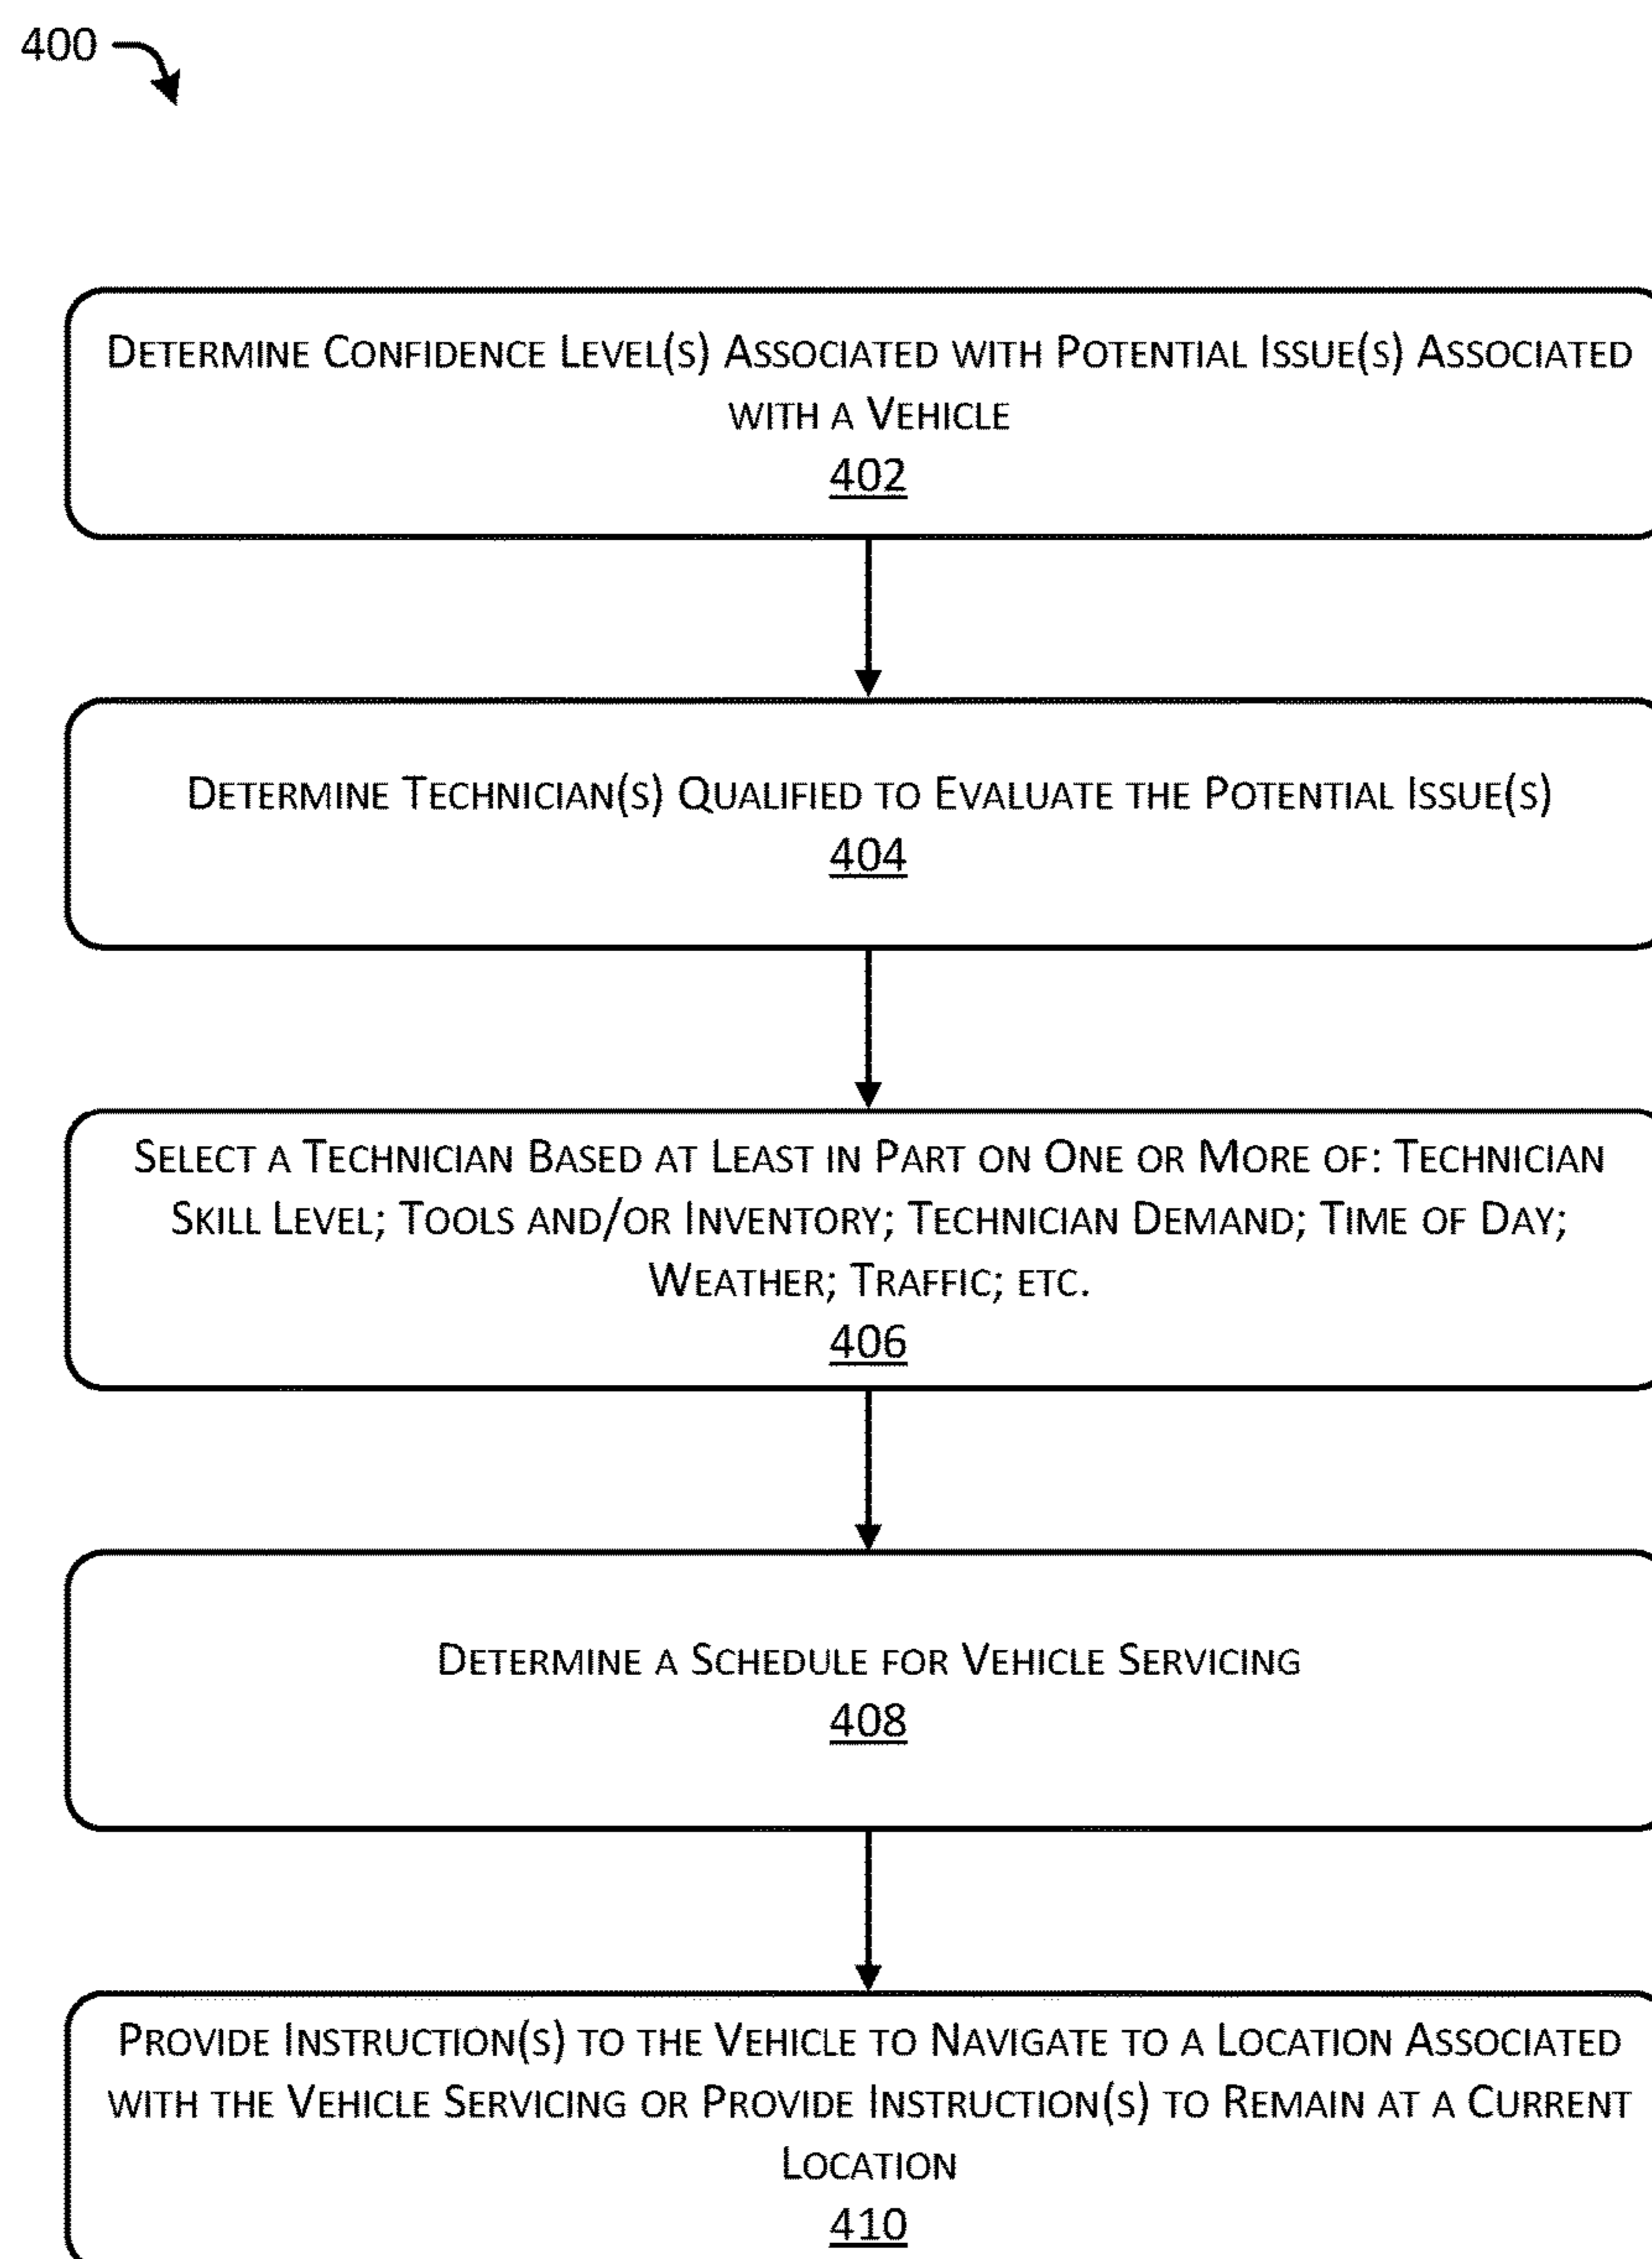 400
Determine Confidence Level(s) Associated with Potential Issue(s) Associated
with a Vehicle
402
Determine Technician(s) Qualified to Evaluate the Potential Issue(s)
404
Select a Technician Based at Least in Part on One or More of: Technician
Skill Level; Tools and/or Inventory; Technician Demand; Time of Day;
Weather; Traffic; etc.
406
Determine a Schedule for Vehicle Servicing
408
Provide Instruction(s) to the Vehicle to Navigate to a Location Associated
with the Vehicle Servicing or Provide Instruction(s) to Remain at a Current
Location
410